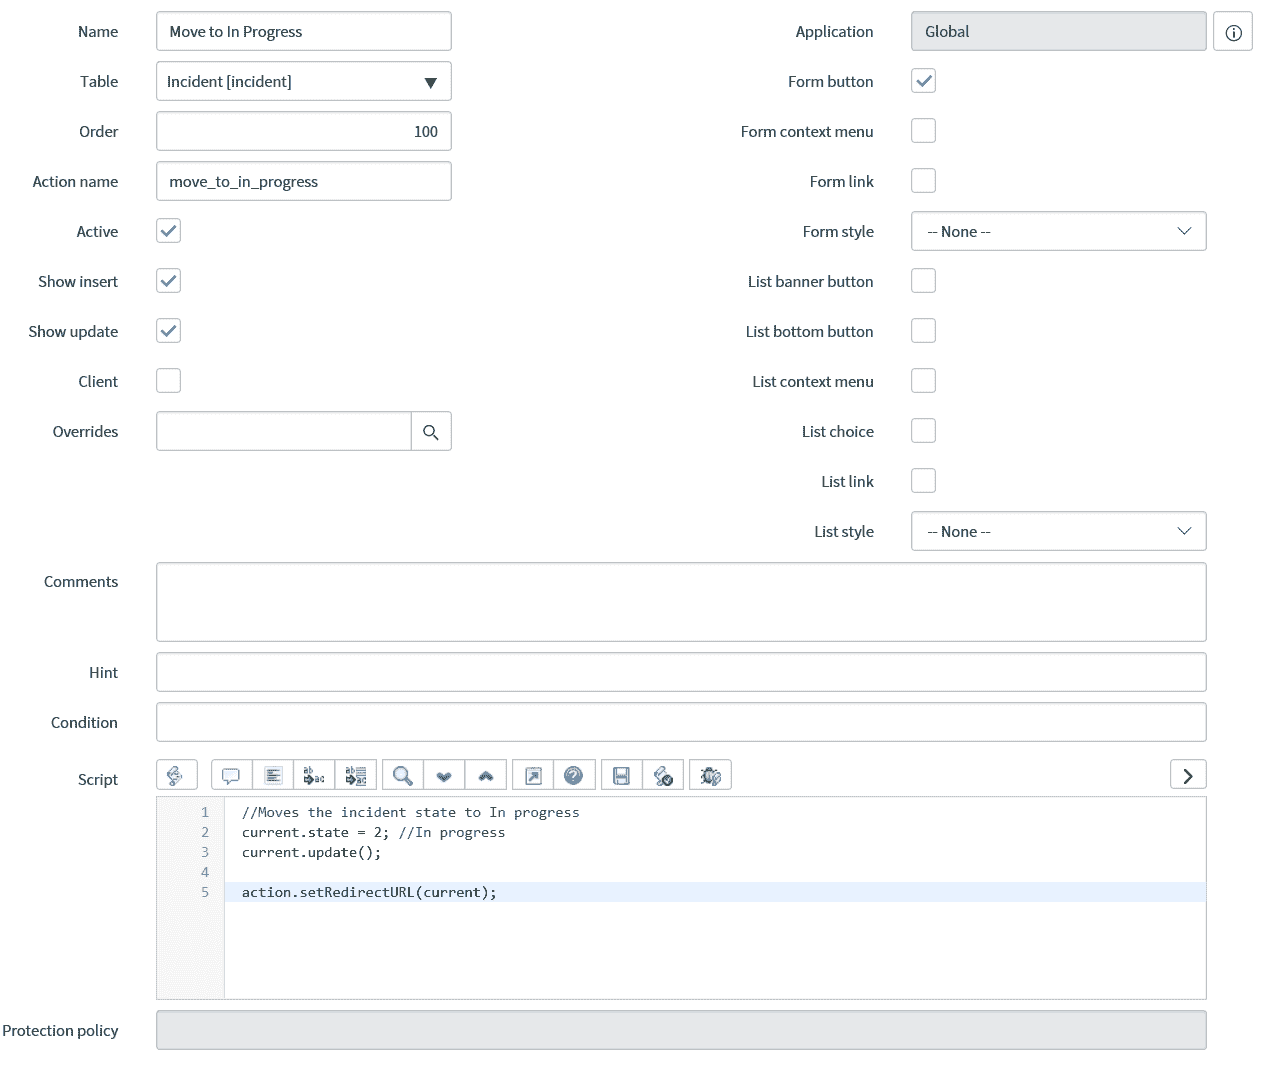 Name Move to In Progress
Application Global
Table Incident [incident]
Form button
Order 100
Form context menu
Action name move_to_in_progress
Form link
Active
Form style -- None --
Show insert
List banner button
Show update
List bottom button
Client
List context menu
Overrides
List choice
List link
List style -- None --
Comments
Hint
Condition
Script
1 //Moves the incident state to In progress
2 current.state = 2; //In progress
3 current.update();
4
5 action.setRedirectURL(current);
Protection policy